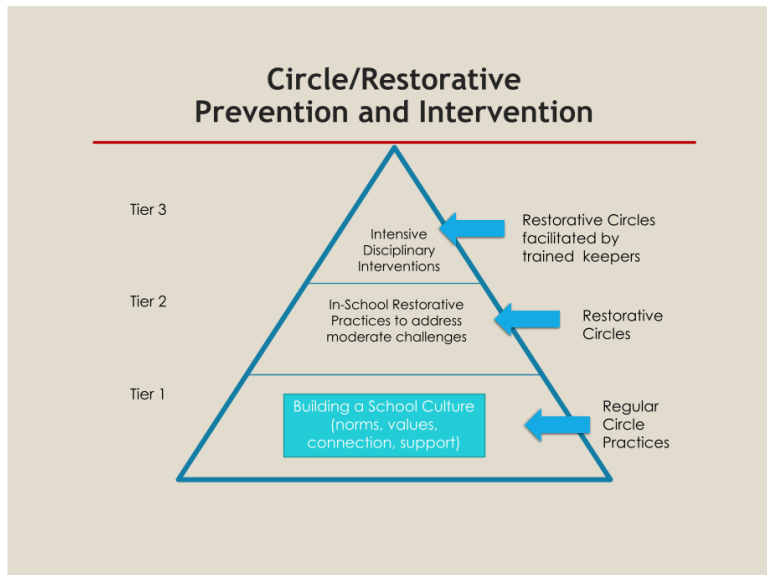 Circle/Restorative
Prevention and Intervention
Tier 3
Intensive
Disciplinary
Interventions
Restorative Circles
facilitated by
trained keepers
Tier 2
In-School Restorative
Practices to address
moderate challenges
Restorative
Circles
Tier 1
Building a School Culture
(norms, values,
connection, support)
Regular
Circle
Practices